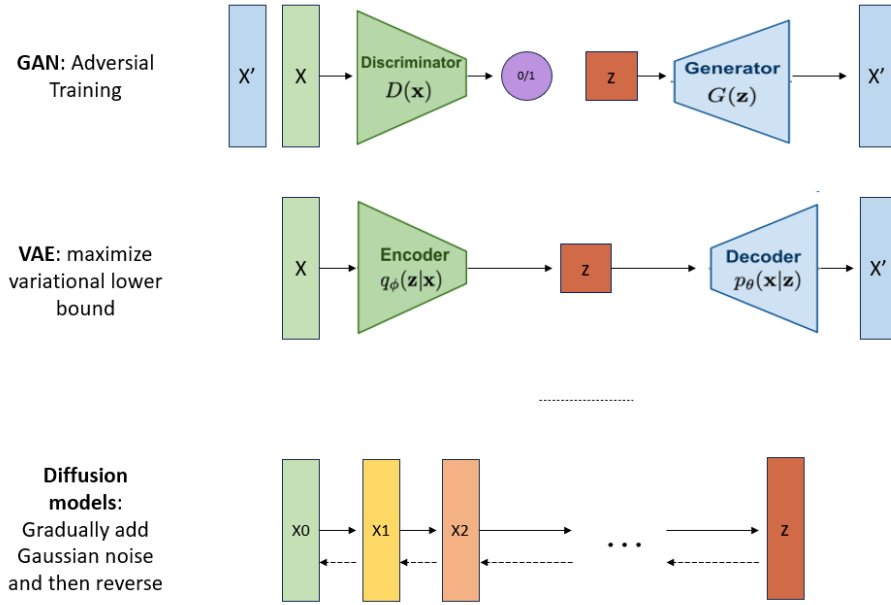 GAN: Adversial
Training
X'
X
Discriminator
D(x)
0/1
z
Generator
G(z)
X'
VAE: maximize
variational lower
bound
X
Encoder
qϕ(z|x)
z
Decoder
pθ(x|z)
X'
Diffusion
models:
Gradually add
Gaussian noise
and then reverse
X0
X1
X2
...
z